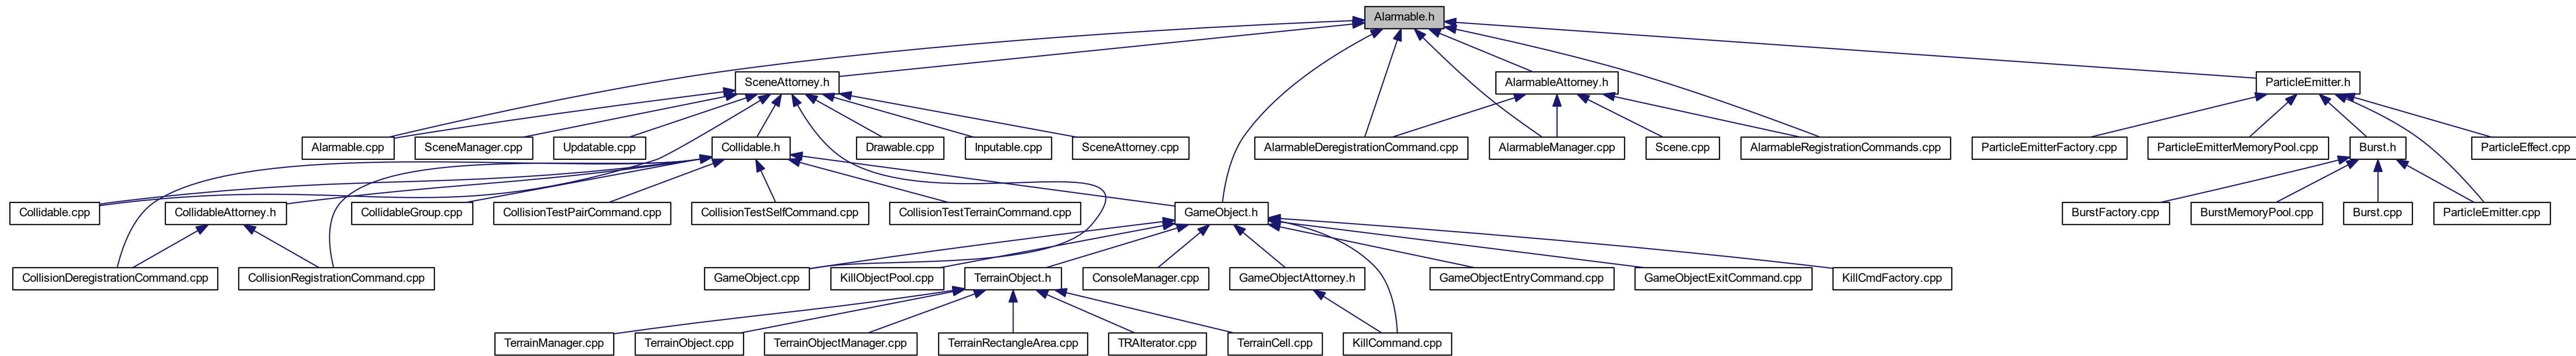 Alarmable.h
SceneAttorney.h
AlarmableAttorney.h
ParticleEmitter.h
Alarmable.cpp
SceneManager.cpp
Updatable.cpp
Collidable.h
Drawable.cpp
Inputable.cpp
SceneAttorney.cpp
AlarmableDeregistrationCommand.cpp
AlarmableManager.cpp
Scene.cpp
AlarmableRegistrationCommands.cpp
ParticleEmitterFactory.cpp
ParticleEmitterMemoryPool.cpp
Burst.h
ParticleEffect.cpp
Collidable.cpp
CollidableAttorney.h
CollidableGroup.cpp
CollisionTestPairCommand.cpp
CollisionTestSelfCommand.cpp
CollisionTestTerrainCommand.cpp
GameObject.h
BurstFactory.cpp
BurstMemoryPool.cpp
Burst.cpp
ParticleEmitter.cpp
CollisionDeregistrationCommand.cpp
CollisionRegistrationCommand.cpp
GameObject.cpp
KillObjectPool.cpp
TerrainObject.h
ConsoleManager.cpp
GameObjectAttorney.h
GameObjectEntryCommand.cpp
GameObjectExitCommand.cpp
KillCmdFactory.cpp
TerrainManager.cpp
TerrainObject.cpp
TerrainObjectManager.cpp
TerrainRectangleArea.cpp
TRAIterator.cpp
TerrainCell.cpp
KillCommand.cpp